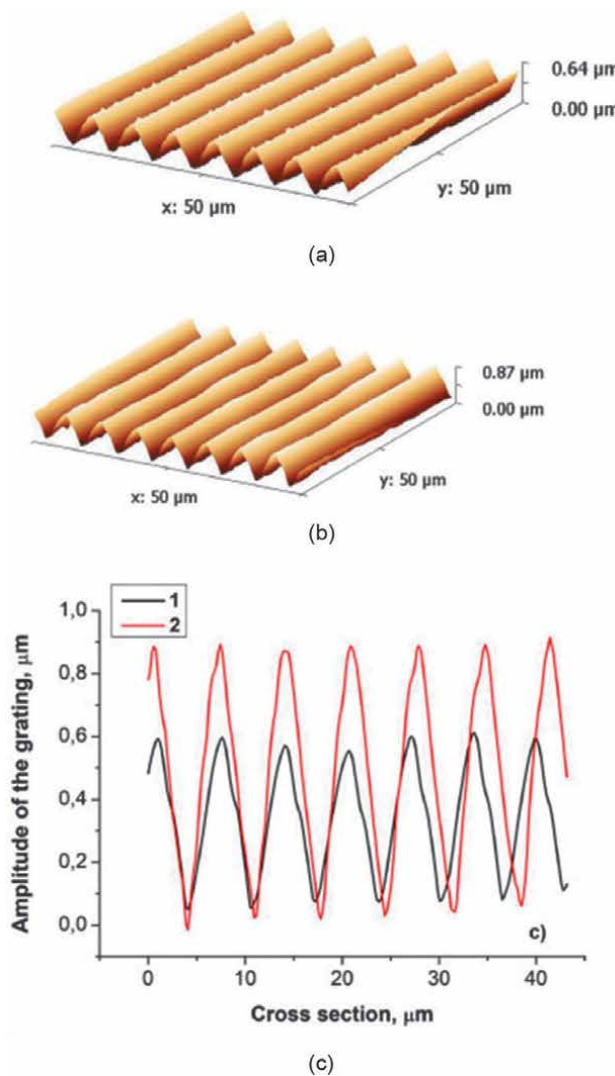 0.64 µm
0.00 µm
y: 50 µm
x: 50 µm
(a)
0.87 µm
0.00 µm
y: 50 µm
x: 50 µm
(b)
1
2
1,0
0,8
0,6
0,4
0,2
0,0
Amplitude of the grating, µm
c)
0 10 20 30 40
Cross section, µm
(c)